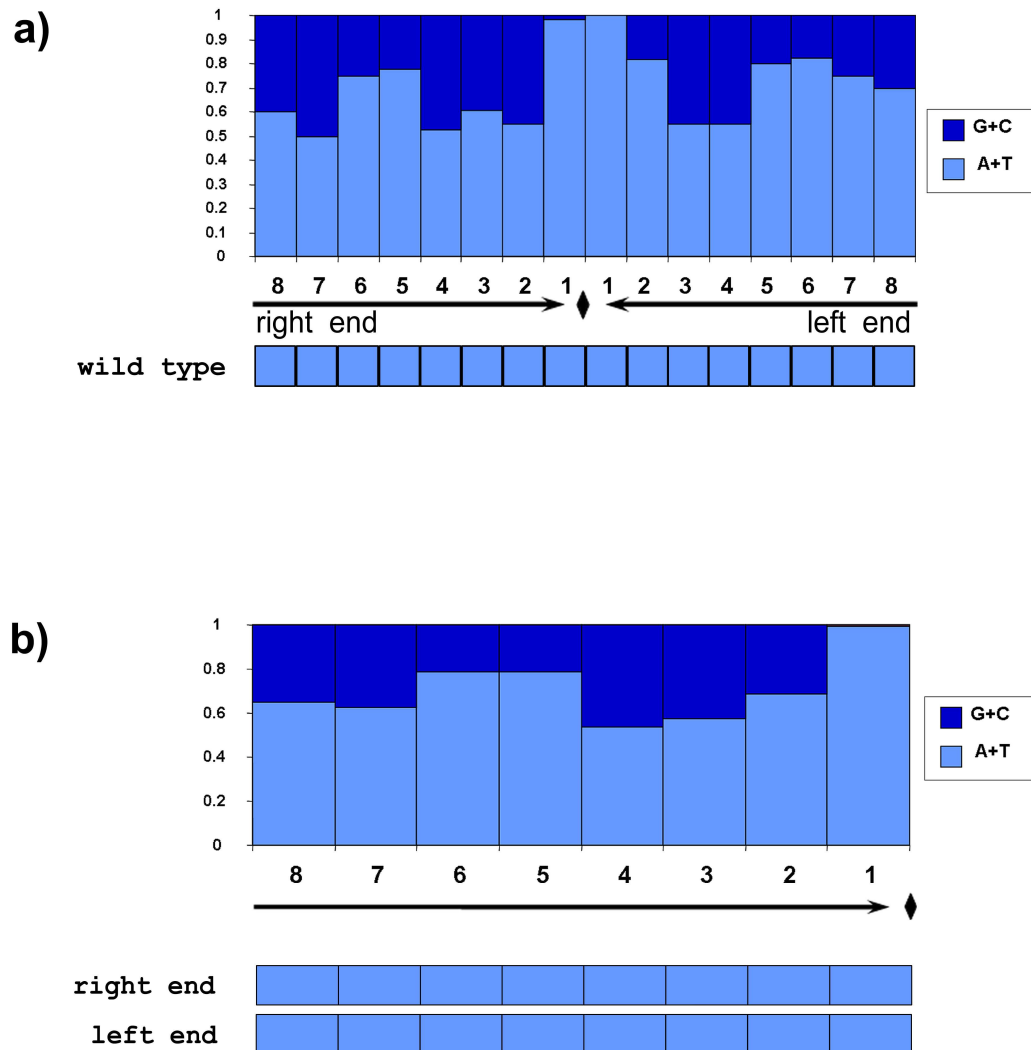 a)
1
0.9
0.8
0.7
0.6
0.5
0.4
0.3
0.2
0.1
0
G+C
A+T
8 7 6 5 4 3 2 1 1 2 3 4 5 6 7 8
right end left end
wild type
b)
1
0.8
0.6
0.4
0.2
0
G+C
A+T
8 7 6 5 4 3 2 1
right end
left end